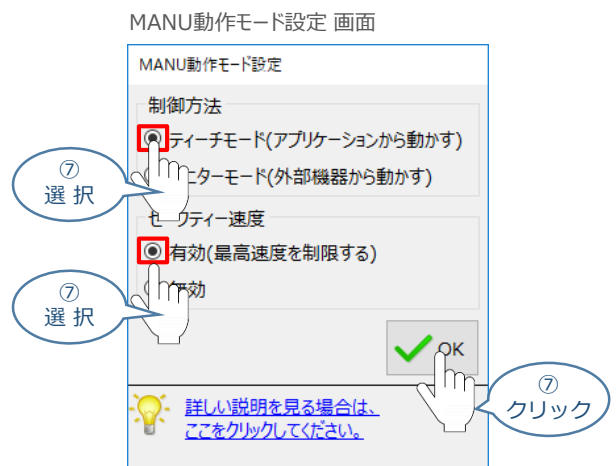 MANU動作モード設定 画面
MANU動作モード設定
制御方法
ティーチモード(アプリケーションから動かす)
⑦
選 択
ニターモード(外部機器から動かす)
セーフティー速度
有効(最高速度を制限する)
⑦
選 択
無効
OK
⑦
クリック
詳しい説明を見る場合は、
ここをクリックしてください。